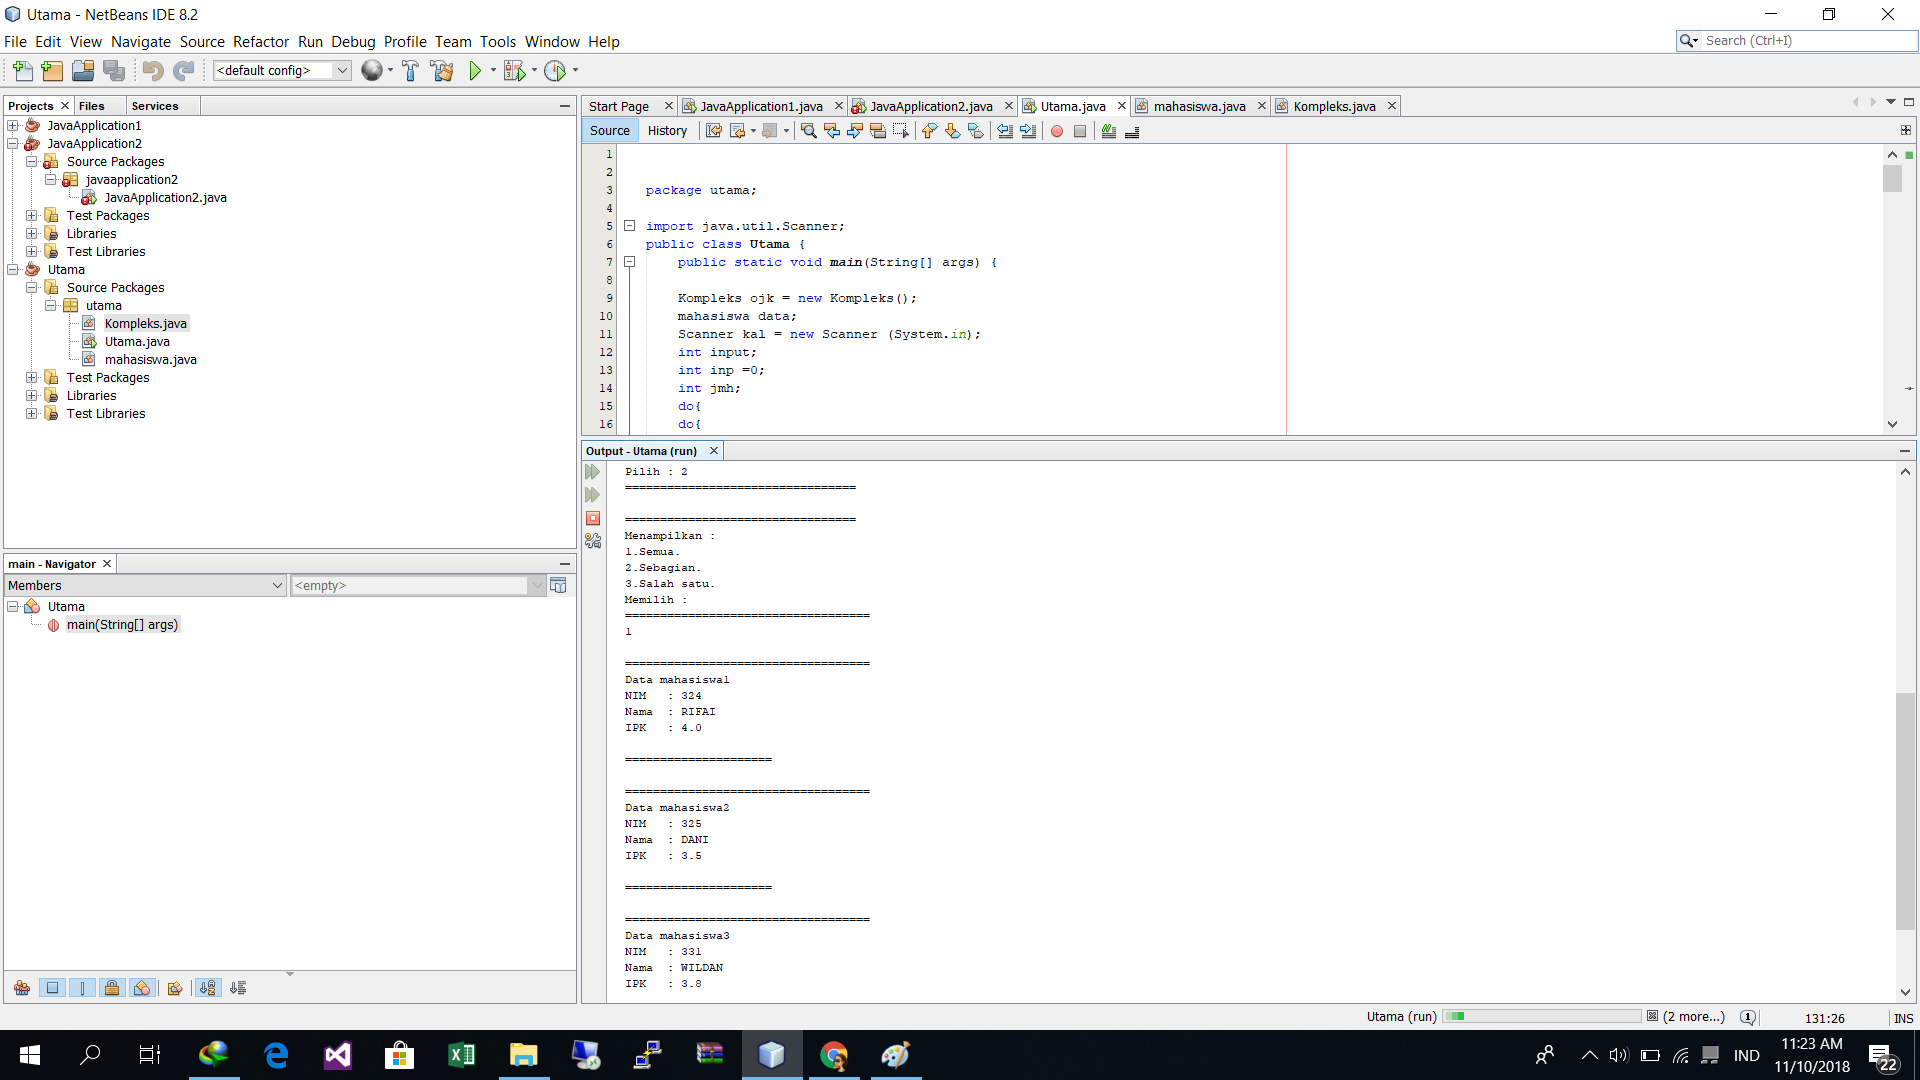 Utama - NetBeans IDE 8.2
File Edit View Navigate Source Refactor Run Debug Profile Team Tools Window Help
Search (Ctrl+I)
<default config>
Projects Files Services
JavaApplication1
JavaApplication2
Source Packages
javaapplication2
JavaApplication2.java
Test Packages
Libraries
Test Libraries
Utama
Source Packages
utama
Kompleks.java
Utama.java
mahasiswa.java
Test Packages
Libraries
Test Libraries
main - Navigator
Members <empty>
Utama
main(String[] args)
Start Page JavaApplication1.java JavaApplication2.java Utama.java mahasiswa.java Kompleks.java
Source History
1
2
3 package utama;
4
5 import java.util.Scanner;
6 public class Utama {
7 public static void main(String[] args) {
8
9 Kompleks ojk = new Kompleks();
10 mahasiswa data;
11 Scanner kal = new Scanner (System.in);
12 int input;
13 int inp =0;
14 int jmh;
15 do{
16 do{
Output - Utama (run)
Pilih : 2
=================================
=================================
Menampilkan :
1.Semua.
2.Sebagian.
3.Salah satu.
Memilih :
===================================
1
===================================
Data mahasiswa1
NIM : 324
Nama : RIFAI
IPK : 4.0
=====================
===================================
Data mahasiswa2
NIM : 325
Nama : DANI
IPK : 3.5
=====================
===================================
Data mahasiswa3
NIM : 331
Nama : WILDAN
IPK : 3.8
Utama (run) (2 more...) 1 131:26 INS
IND
11:23 AM
11/10/2018
22